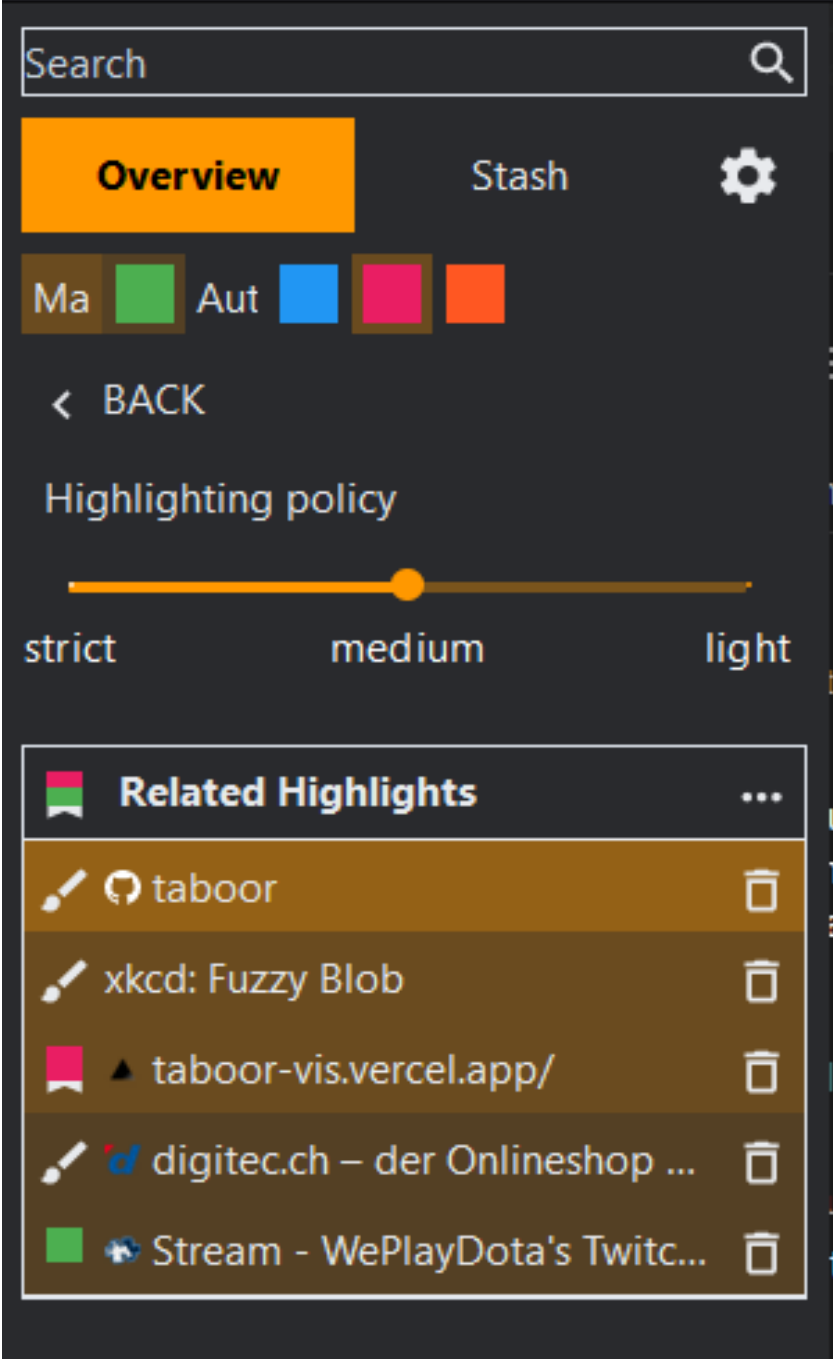 Search
Overview Stash
Ma Aut
BACK
Highlighting policy
strict medium light
Related Highlights
taboor
xkcd: Fuzzy Blob
taboor-vis.vercel.app/
digitec.ch – der Onlineshop ...
Stream - WePlayDota's Twitc...